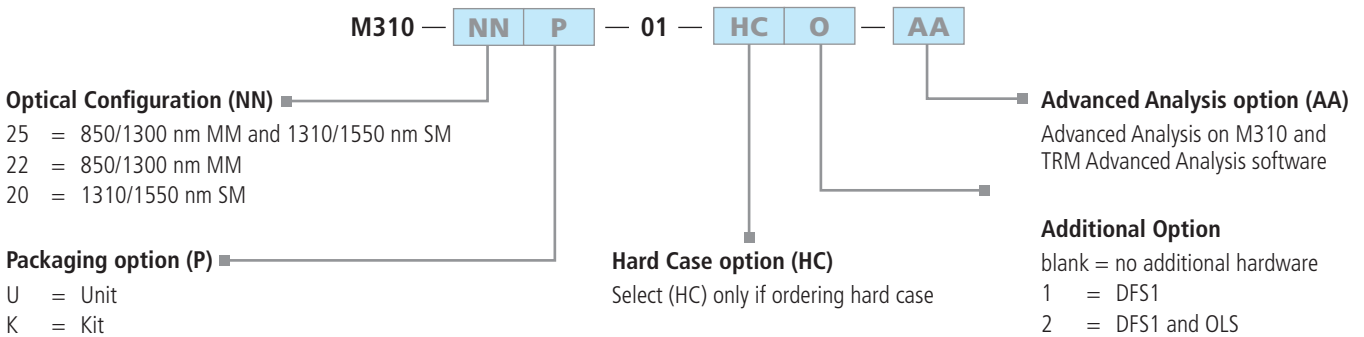 M310 — NN P — 01 — HC O — AA
Optical Configuration (NN)
25 = 850/1300 nm MM and 1310/1550 nm SM
22 = 850/1300 nm MM
20 = 1310/1550 nm SM
Packaging option (P)
U = Unit
K = Kit
Hard Case option (HC)
Select (HC) only if ordering hard case
Advanced Analysis option (AA)
Advanced Analysis on M310 and
TRM Advanced Analysis software
Additional Option
blank = no additional hardware
1 = DFS1
2 = DFS1 and OLS